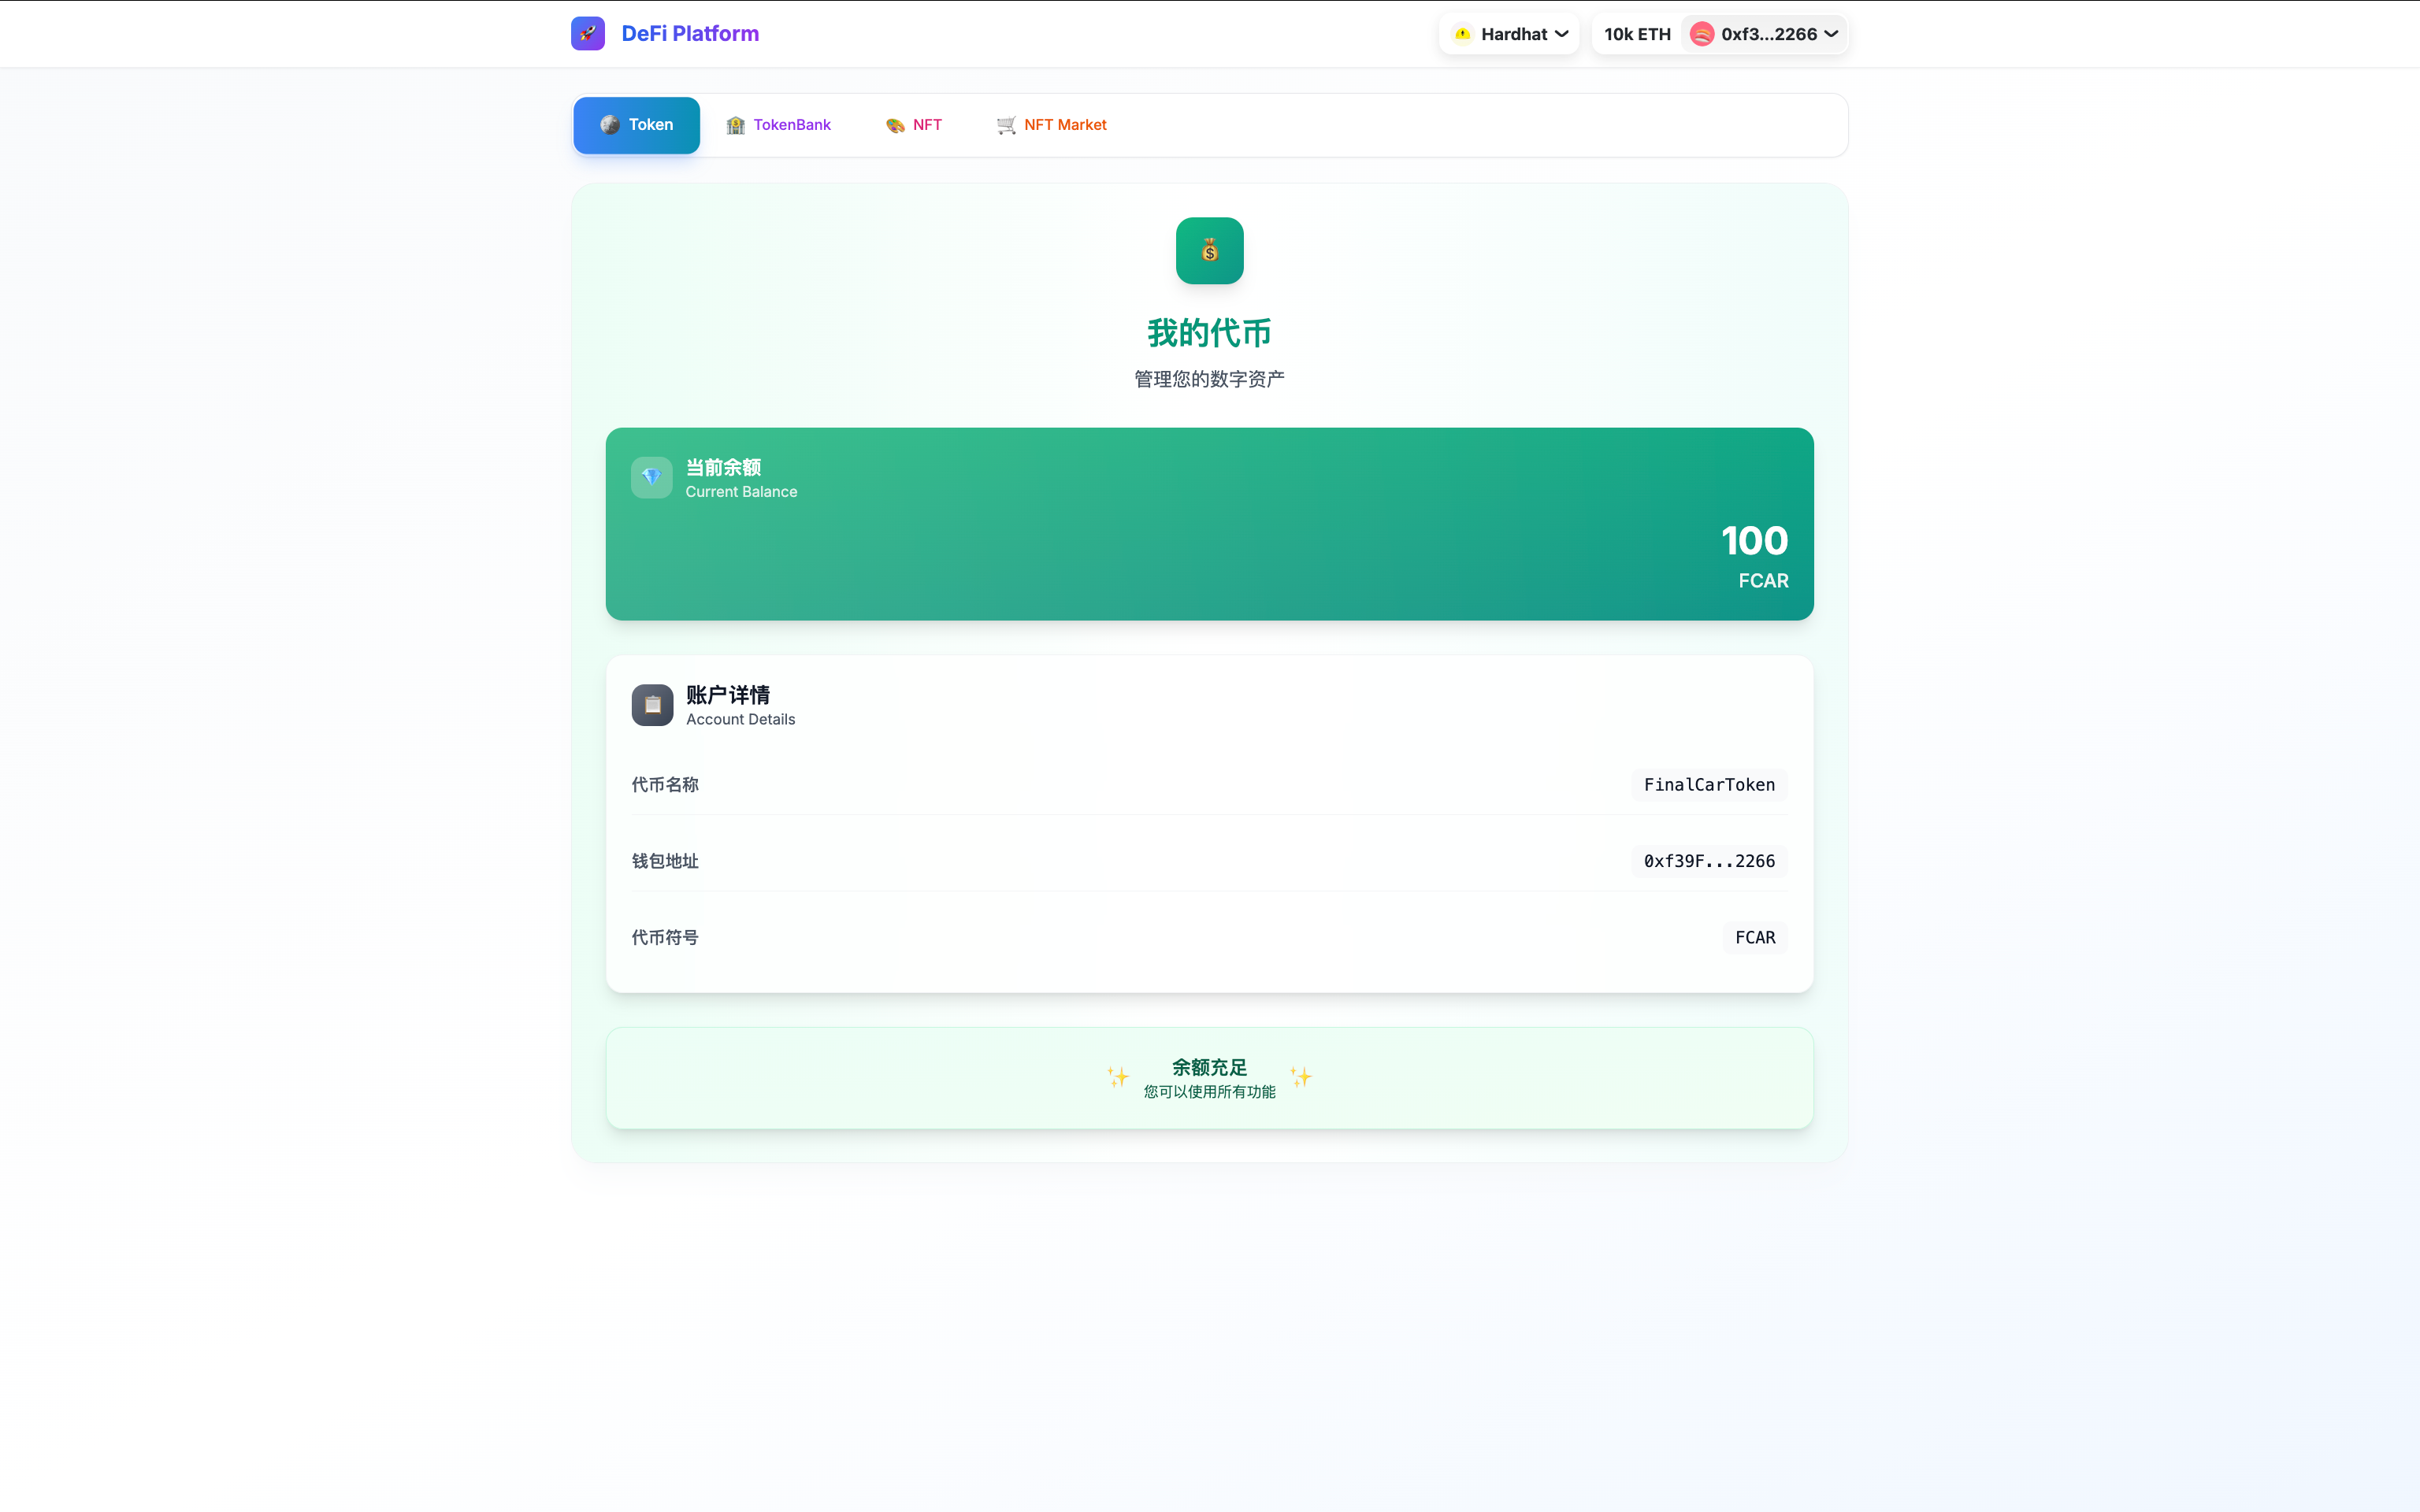 DeFi Platform
Hardhat
10k ETH
0xf3...2266
Token
TokenBank
NFT
NFT Market
我的代币
管理您的数字资产
当前余额
Current Balance
100
FCAR
账户详情
Account Details
代币名称
FinalCarToken
钱包地址
0xf39F...2266
代币符号
FCAR
余额充足
您可以使用所有功能